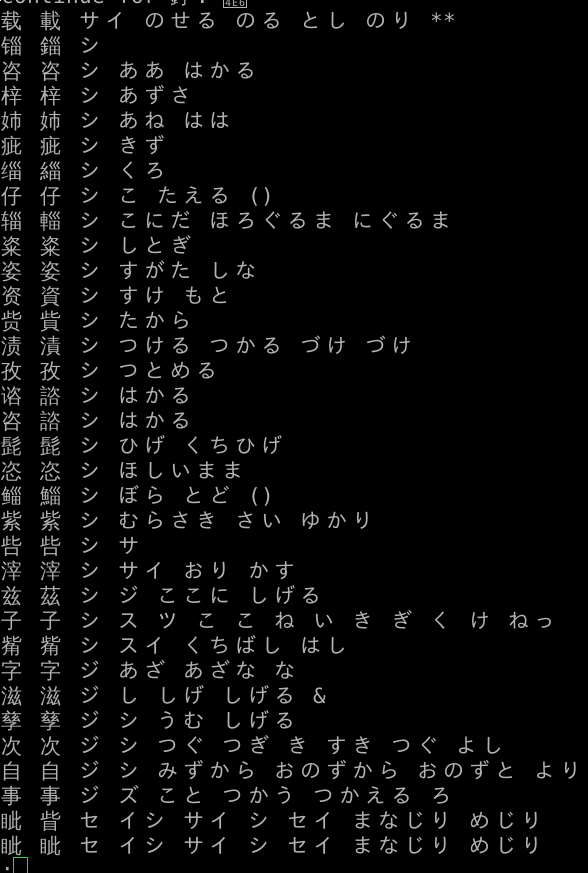 continue for 
载 載 サイ のせる のる とし のり **
锱 錙 シ
咨 咨 シ ああ はかる
梓 梓 シ あずさ
姉 姉 シ あね はは
疵 疵 シ きず
缁 緇 シ くろ
仔 仔 シ こ たえる ()
辎 輜 シ こにだ ほろぐるま にぐるま
粢 粢 シ しとぎ
姿 姿 シ すがた しな
资 資 シ すけ もと
赀 貲 シ たから
渍 漬 シ つける つかる づけ づけ
孜 孜 シ つとめる
谘 諮 シ はかる
咨 諮 シ はかる
髭 髭 シ ひげ くちひげ
恣 恣 シ ほしいまま
鲻 鯔 シ ぼら とど ()
紫 紫 シ むらさき さい ゆかり
呰 呰 シ サ
滓 滓 シ サイ おり かす
兹 茲 シ ジ ここに しげる
子 子 シ ス ツ こ こ ね い き ぎ く け ねっ
觜 觜 シ スイ くちばし はし
字 字 ジ あざ あざな な
滋 滋 ジ し しげ しげる &
孳 孳 ジ シ うむ しげる
次 次 ジ シ つぐ つぎ き すき つぐ よし
自 自 ジ シ みずから おのずから おのずと より
事 事 ジ ズ こと つかう つかえる ろ
眦 眥 セ イシ サイ シ セイ まなじり めじり
眦 眦 セ イシ サイ シ セイ まなじり めじり